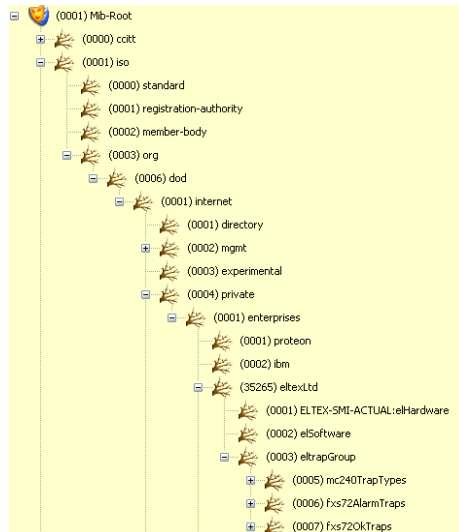 (0001) Mib-Root
(0000) ccitt
(0001) iso
(0000) standard
(0001) registration-authority
(0002) member-body
(0003) org
(0006) dod
(0001) internet
(0001) directory
(0002) mgmt
(0003) experimental
(0004) private
(0001) enterprises
(0001) proteon
(0002) ibm
(35265) eltexLtd
(0001) ELTEX-SMI-ACTUAL:elHardware
(0002) elSoftware
(0003) eltrapGroup
(0005) mc240TrapTypes
(0006) fxs72AlarmTraps
(0007) fxs72OkTraps